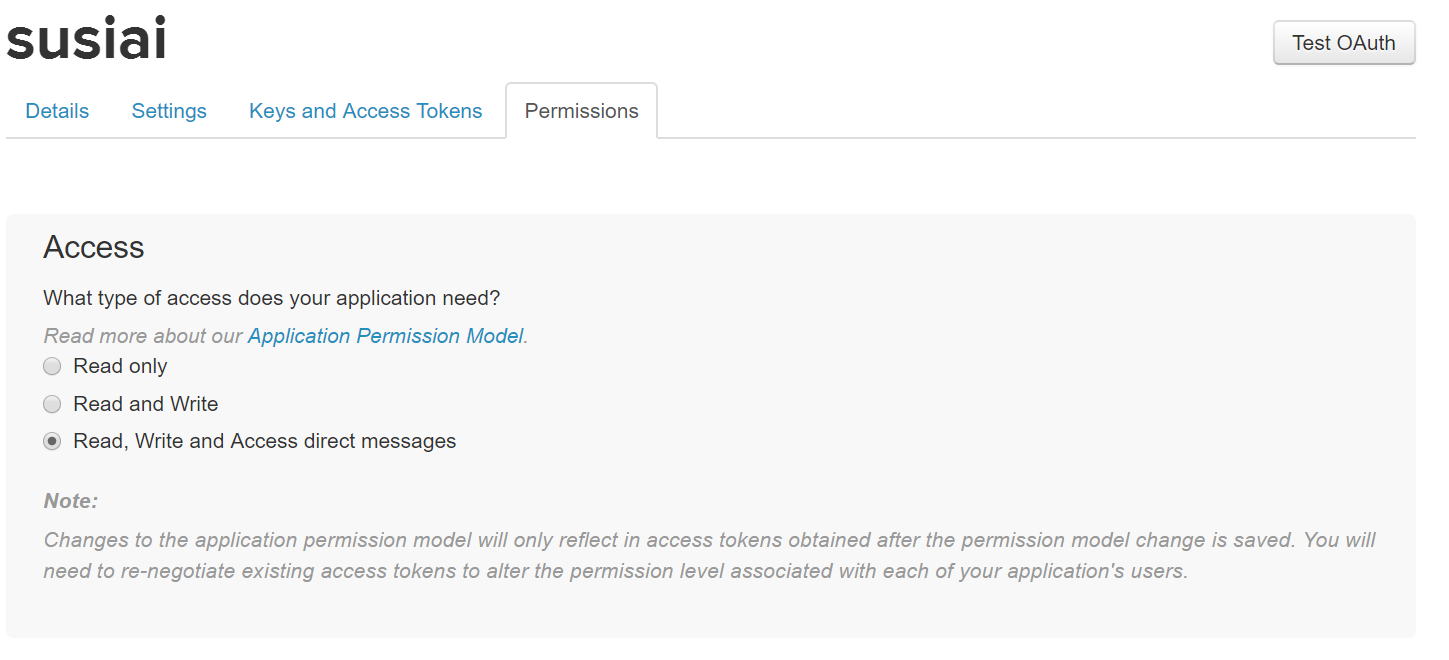 susiai
Test OAuth
Details
Settings
Keys and Access Tokens
Permissions
Access
What type of access does your application need?
Read more about our Application Permission Model.
Read only
Read and Write
Read, Write and Access direct messages
Note:
Changes to the application permission model will only reflect in access tokens obtained after the permission model change is saved. You will
need to re-negotiate existing access tokens to alter the permission level associated with each of your application's users.